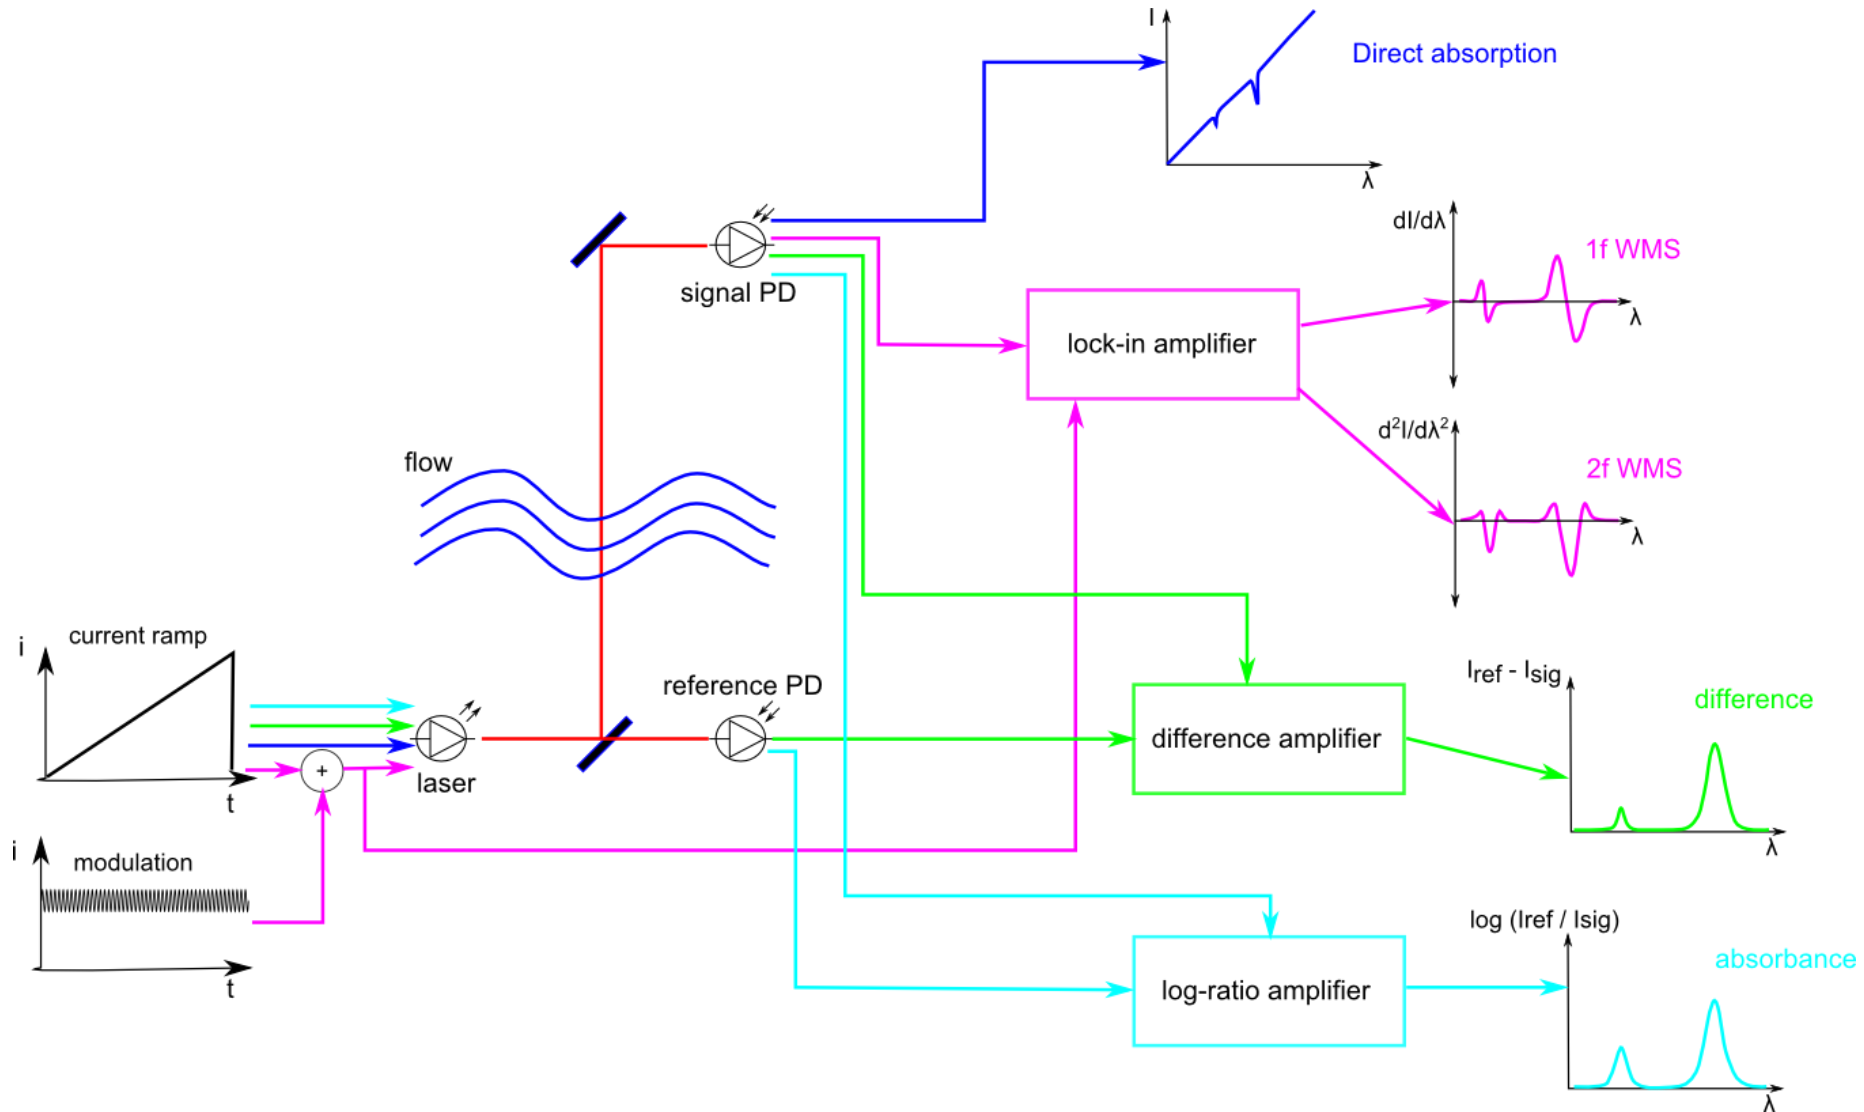 I
Direct absorption
λ
dI/dλ
1f WMS
λ
signal PD
lock-in amplifier
d²I/dλ²
2f WMS
λ
flow
current ramp
i
t
reference PD
laser
+
difference amplifier
Iref - Isig
difference
λ
modulation
i
t
log-ratio amplifier
log (Iref / Isig)
absorbance
λ